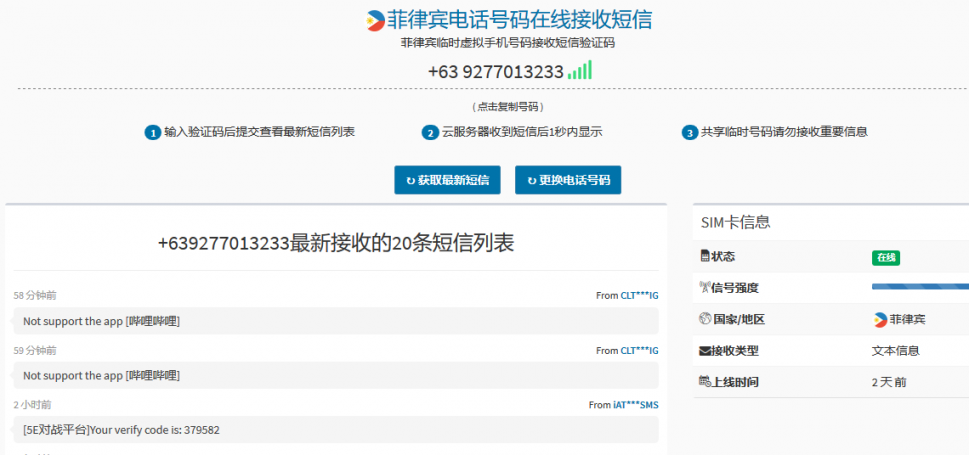 菲律宾电话号码在线接收短信
菲律宾临时虚拟手机号码接收短信验证码
+63 9277013233
（点击复制号码）
1 输入验证码后提交查看最新短信列表
2 云服务器收到短信后1秒内显示
3 共享临时号码请勿接收重要信息
获取最新短信
更换电话号码
+639277013233最新接收的20条短信列表
58 分钟前 From CLT***IG
Not support the app [哔哩哔哩]
59 分钟前 From CLT***IG
Not support the app [哔哩哔哩]
2 小时前 From iAT***SMS
[5E对战平台]Your verify code is: 379582
SIM卡信息
状态 在线
信号强度
国家/地区 菲律宾
接收类型 文本信息
上线时间 2 天前